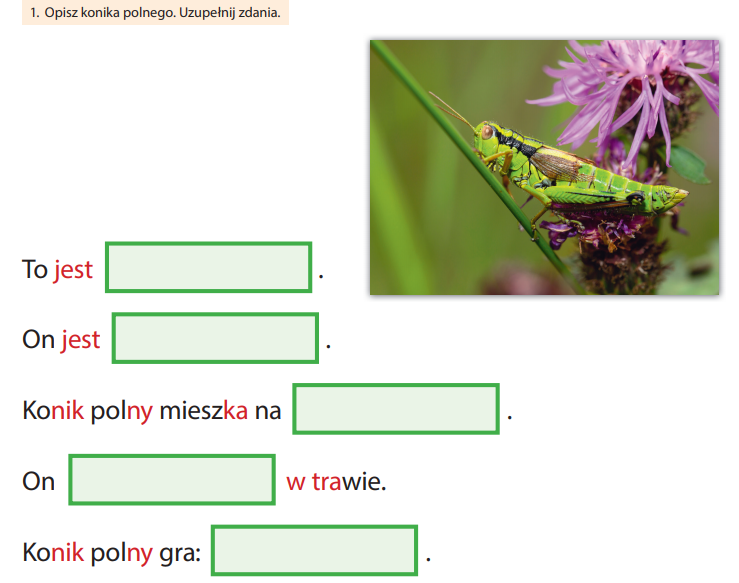 1. Opisz konika polnego. Uzupełnij zdania.
To jest .
On jest .
Konik polny mieszka na .
On w trawie.
Konik polny gra: .